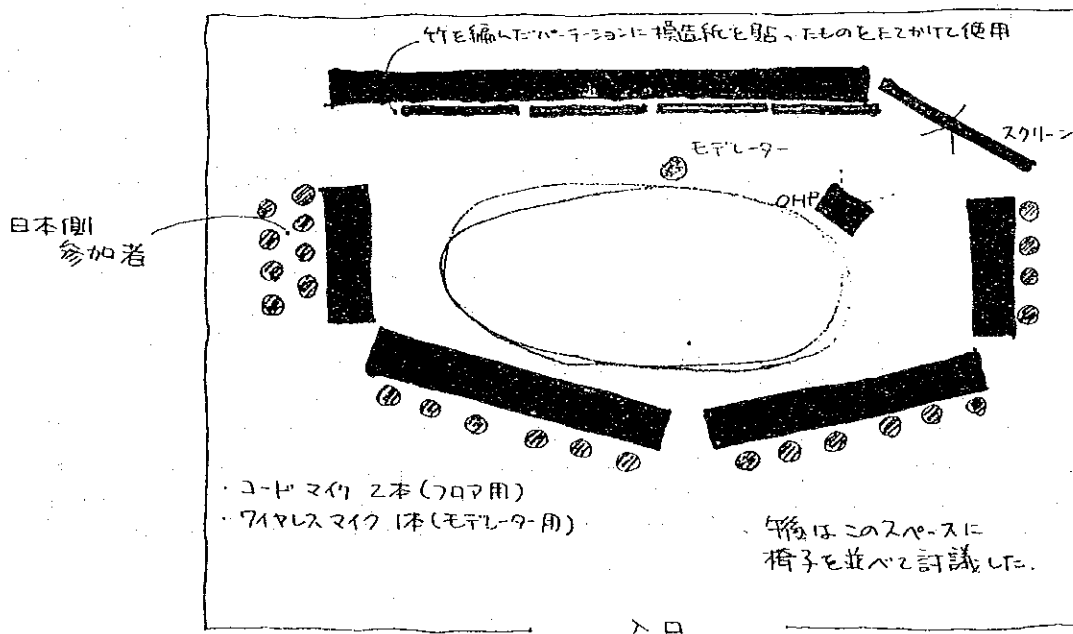 竹を編んだパーテーションに模造紙を貼ったものをたてかけて使用
スクリーン
モデレーター
OHP
日本側
参加者
・コードマイク 2本(フロア用)
・ワイヤレスマイク 1本(モデレーター用)
・午後はこのスペースに
椅子を並べて討議した.
入口